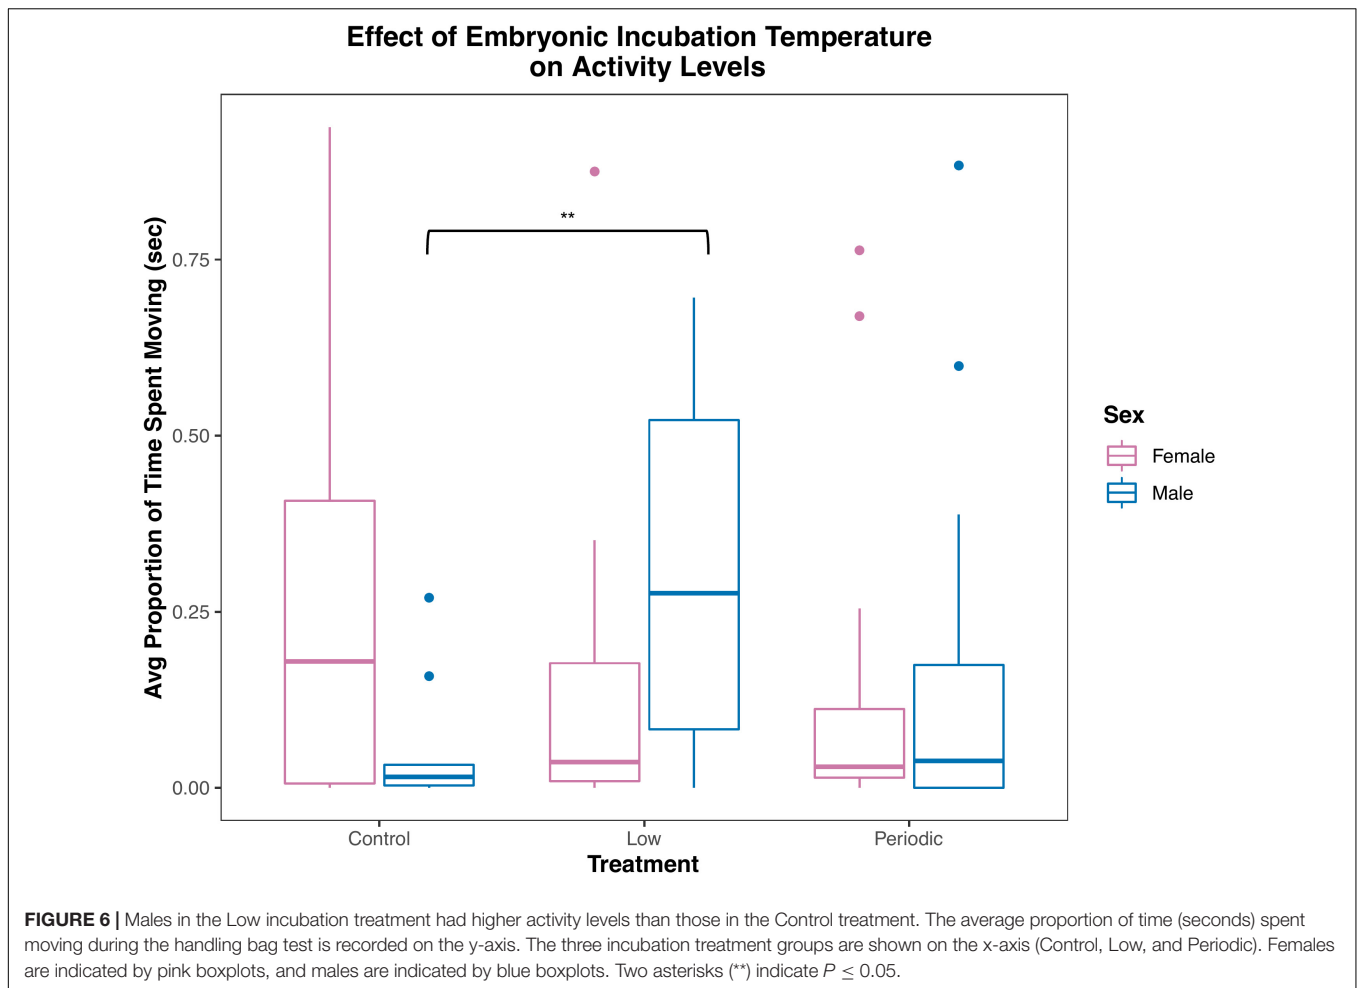 Effect of Embryonic Incubation Temperature
on Activity Levels
Avg Proportion of Time Spent Moving (sec)
0.75
0.50
0.25
0.00
**
Control
Low
Periodic
Treatment
Sex
Female
Male
FIGURE 6 | Males in the Low incubation treatment had higher activity levels than those in the Control treatment. The average proportion of time (seconds) spent
moving during the handling bag test is recorded on the y-axis. The three incubation treatment groups are shown on the x-axis (Control, Low, and Periodic). Females
are indicated by pink boxplots, and males are indicated by blue boxplots. Two asterisks (**) indicate P ≤ 0.05.